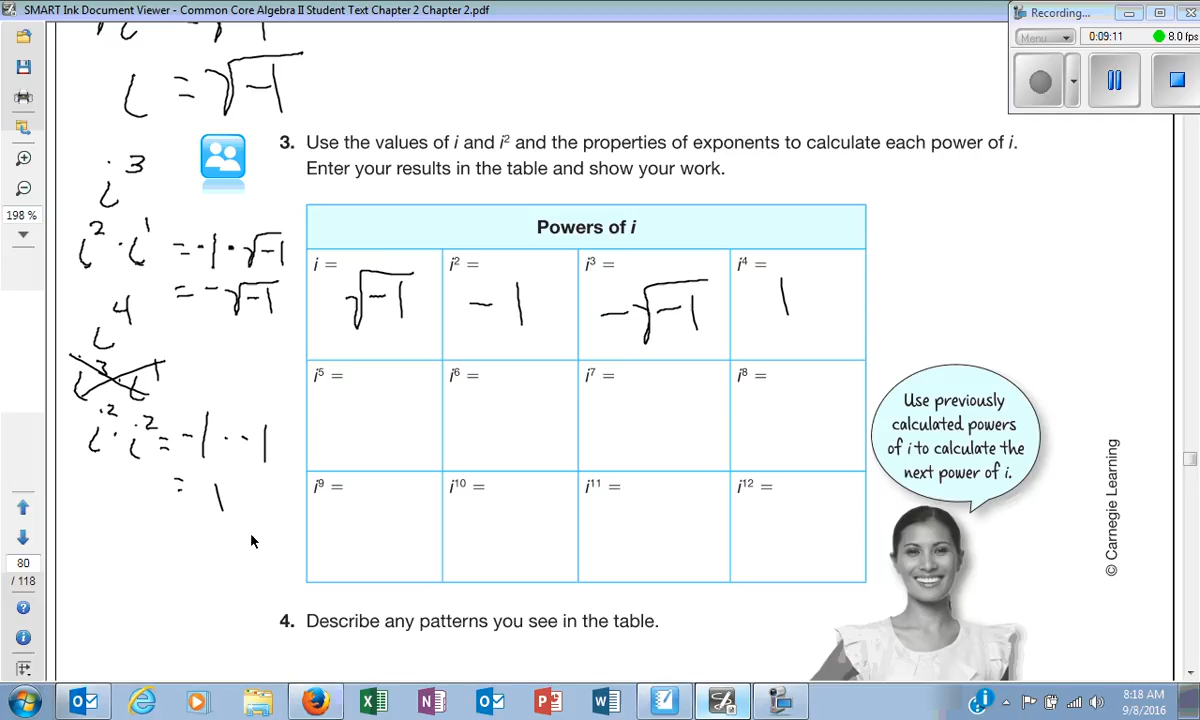 SMART Ink Document Viewer - Common Core Algebra II Student Text Chapter 2 Chapter 2.pdf
Recording...
Menu
0:09:11
8.0 fps
i = √-1
3. Use the values of i and i² and the properties of exponents to calculate each power of i.
Enter your results in the table and show your work.
i³
i² · i¹ = -1 · √-1
= -√-1
i⁴
i³ · i¹
i² · i² = -1 · -1
= 1
198 %
Powers of i
i = √-1
i² = -1
i³ = -√-1
i⁴ = 1
i⁵ =
i⁶ =
i⁷ =
i⁸ =
i⁹ =
i¹⁰ =
i¹¹ =
i¹² =
Use previously
calculated powers
of i to calculate the
next power of i.
© Carnegie Learning
80
/ 118
4. Describe any patterns you see in the table.
8:18 AM
9/8/2016